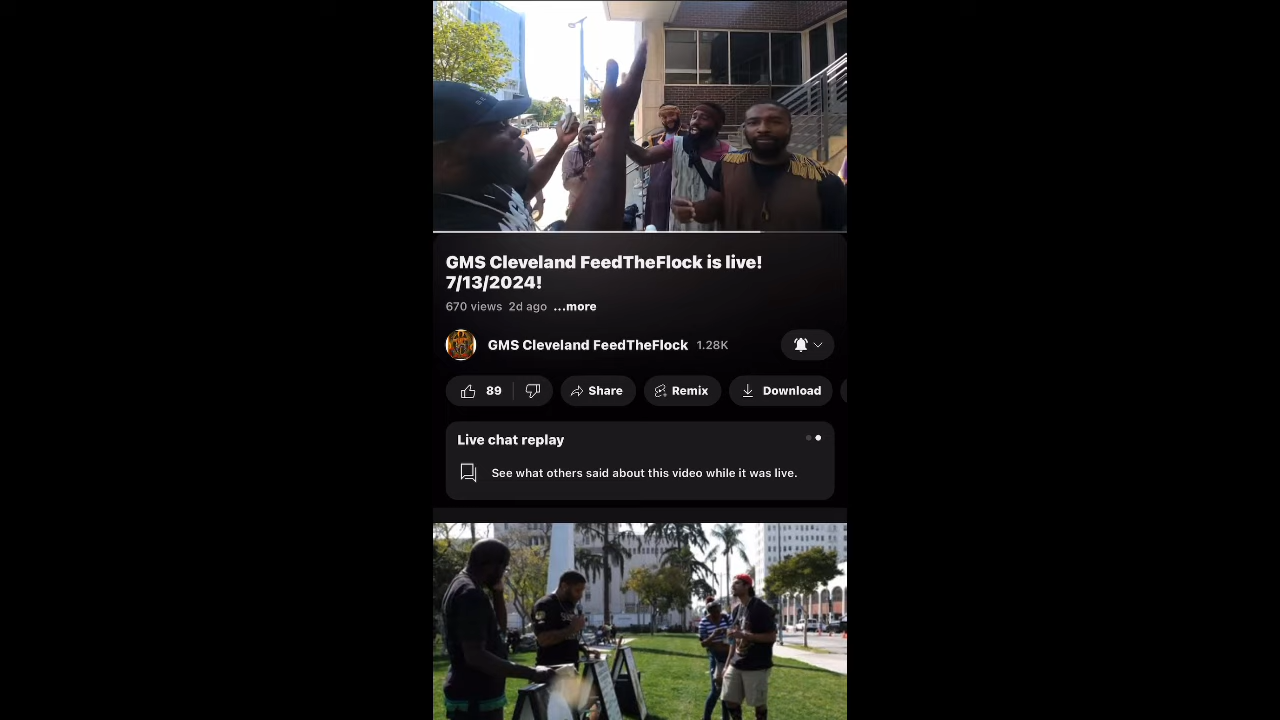 GMS Cleveland FeedTheFlock is live!
7/13/2024!
670 views 2d ago ...more
GMS Cleveland FeedTheFlock 1.28K
89 Share Remix Download
Live chat replay
See what others said about this video while it was live.